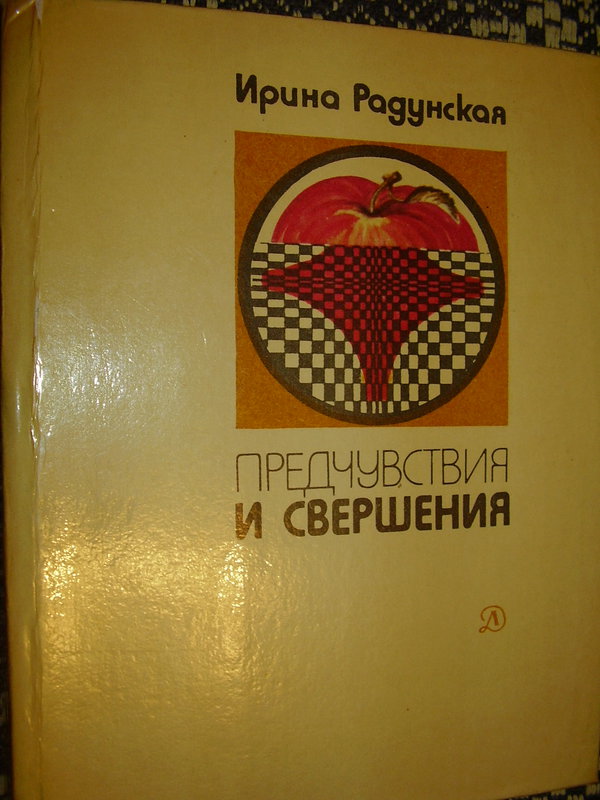 Ирина Радунская
ПРЕДЧУВСТВИЯ
И СВЕРШЕНИЯ